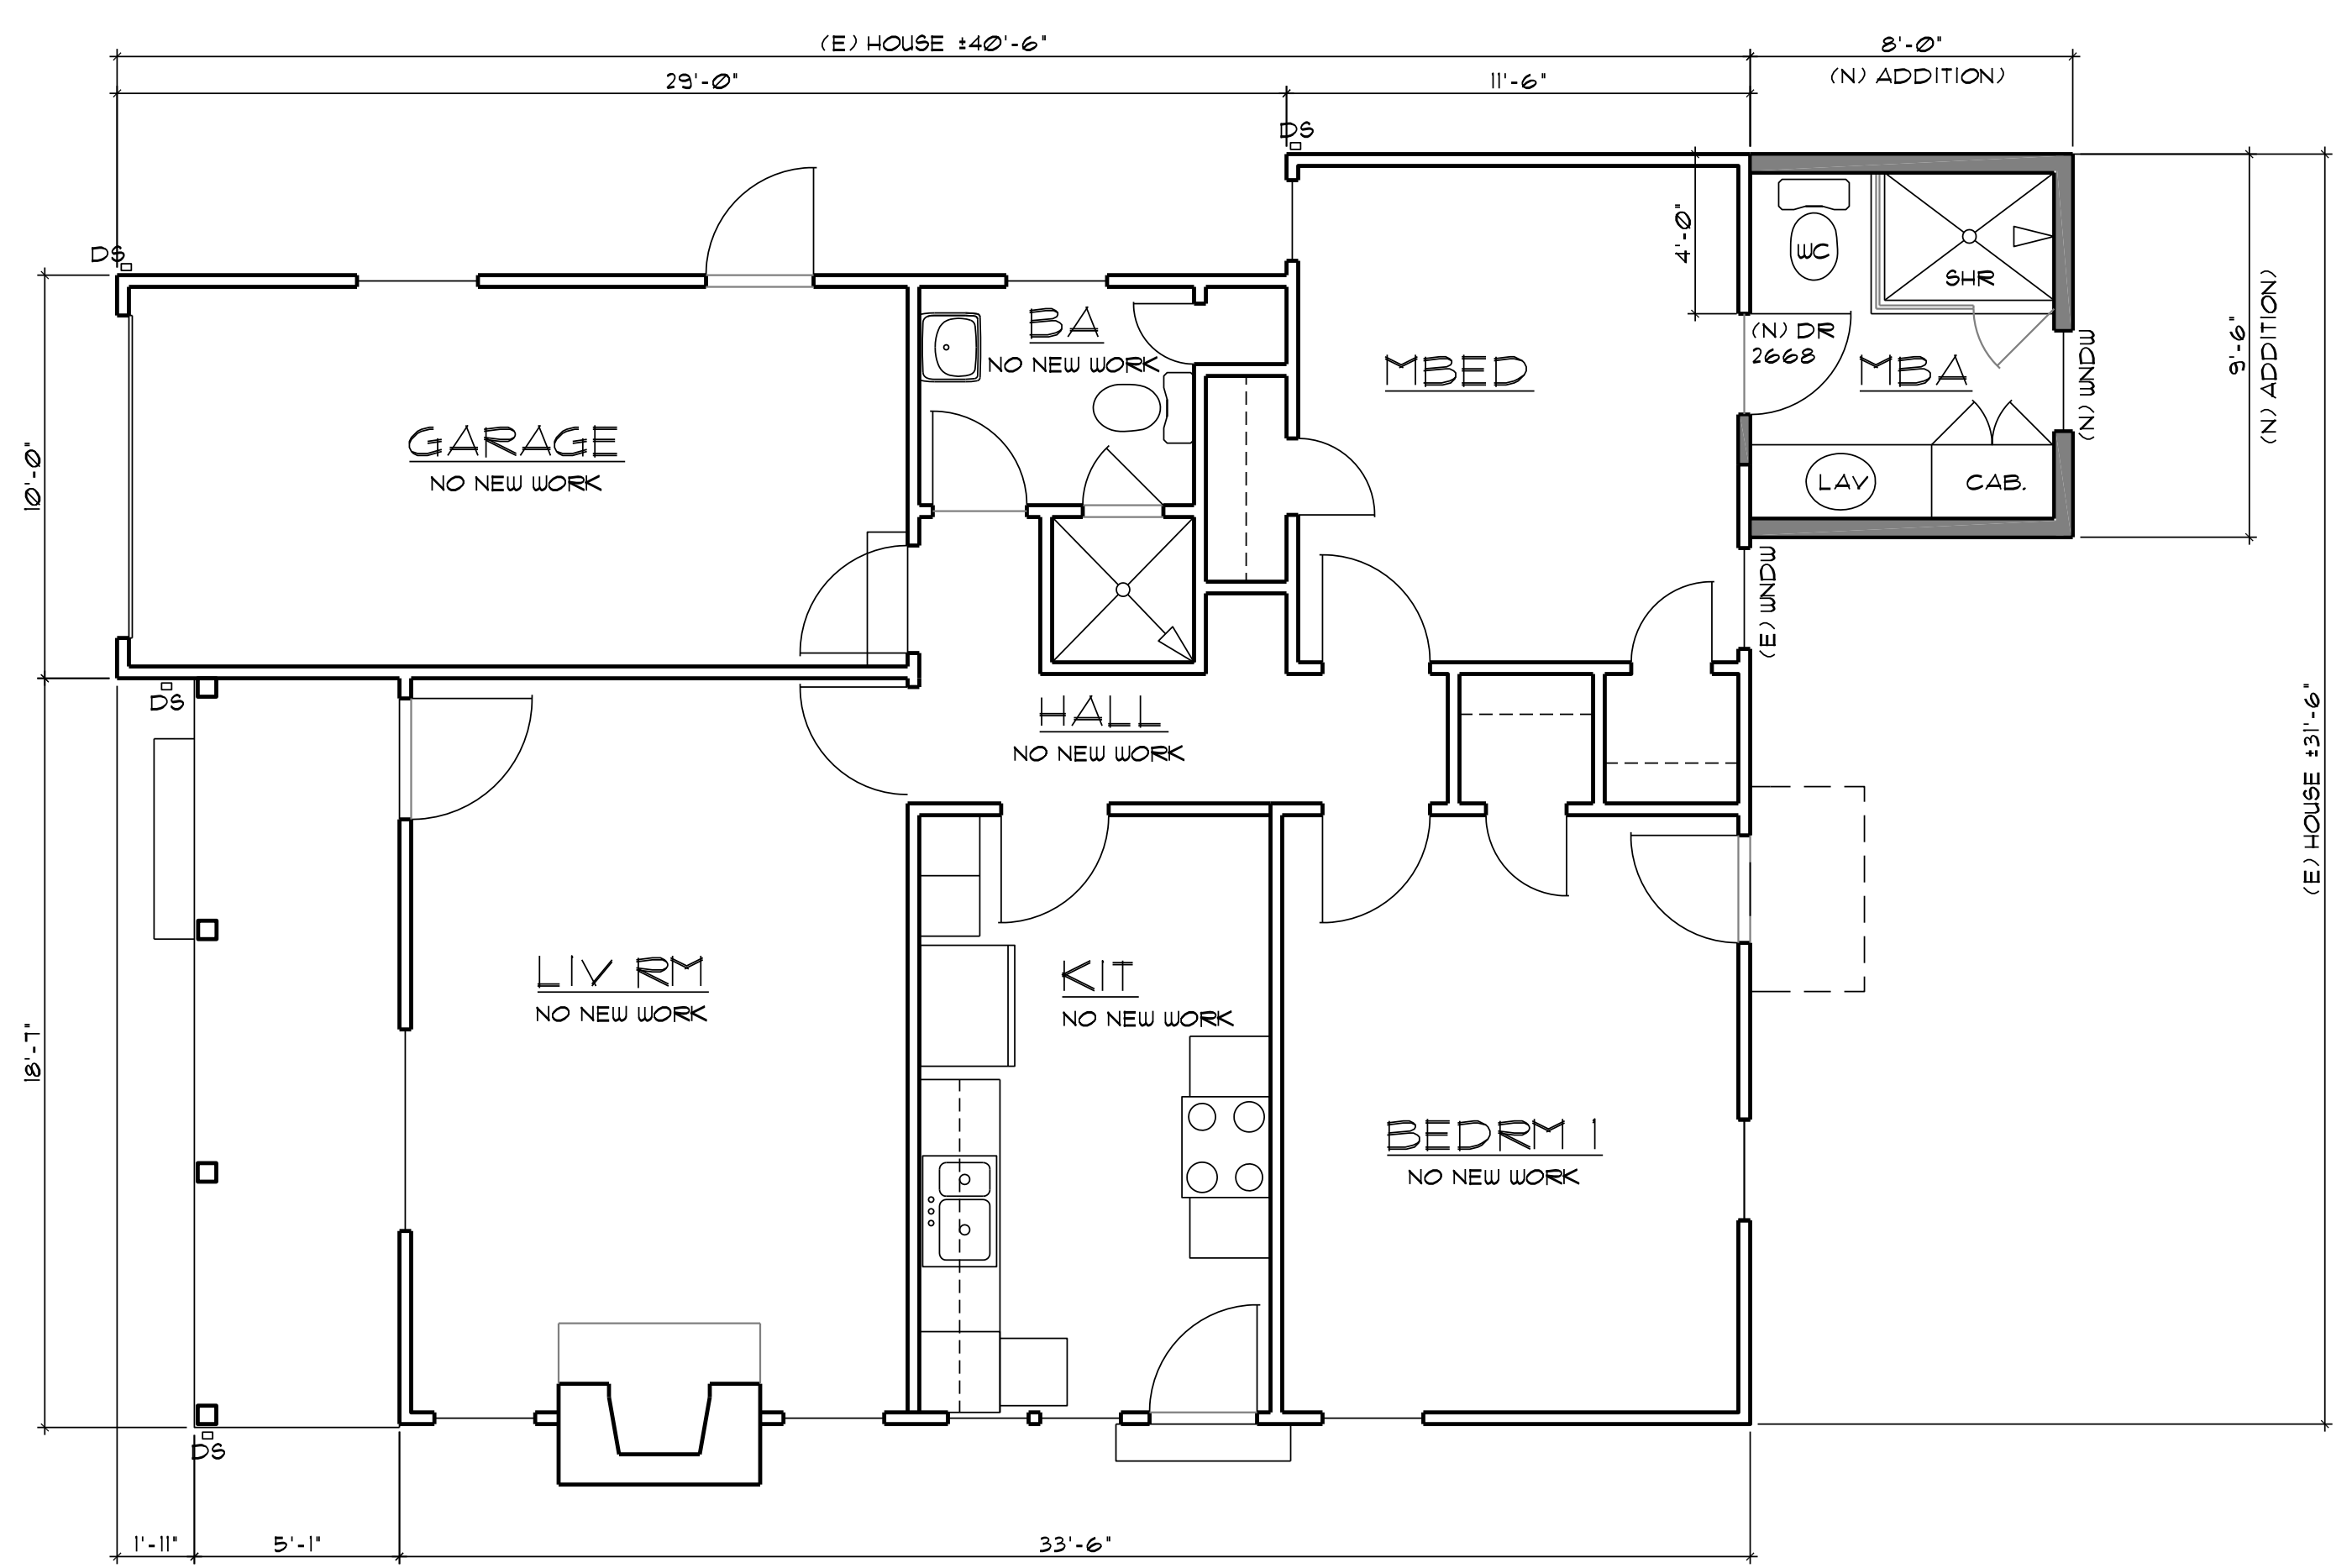 (E) HOUSE ±40'-6"
8'-0"
29'-0"
11'-6"
(N) ADDITION
DS
DS
4'-0"
WC
SHR
(N) DR
2668
MBA
(N) WNDW
9'-6"
(N) ADDITION
BA
NO NEW WORK
MBED
GARAGE
NO NEW WORK
10'-0"
LAV
CAB.
(E) WNDW
DS
HALL
NO NEW WORK
(E) HOUSE ±31'-6"
LIV RM
NO NEW WORK
KIT
NO NEW WORK
18'-7"
BEDRM 1
NO NEW WORK
DS
1'-11"
5'-1"
33'-6"